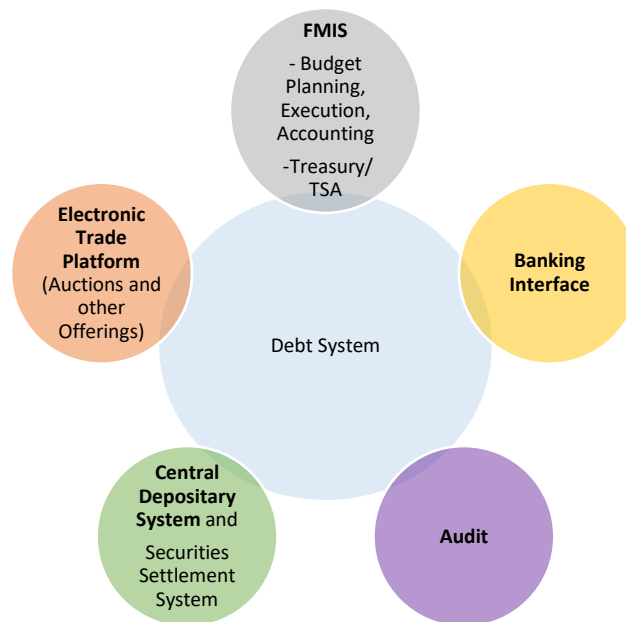 FMIS
- Budget
Planning,
Execution,
Accounting
-Treasury/
TSA
Electronic
Trade
Platform
(Auctions and
other
Offerings)
Banking
Interface
Debt System
Central
Depositary
System and
Securities
Settlement
System
Audit